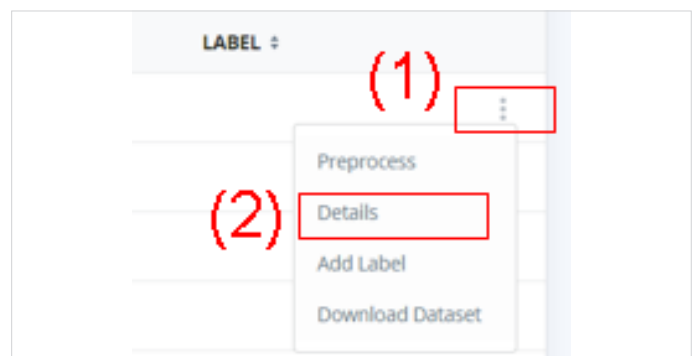 LABEL
(1)
Preprocess
(2)
Details
Add Label
Download Dataset